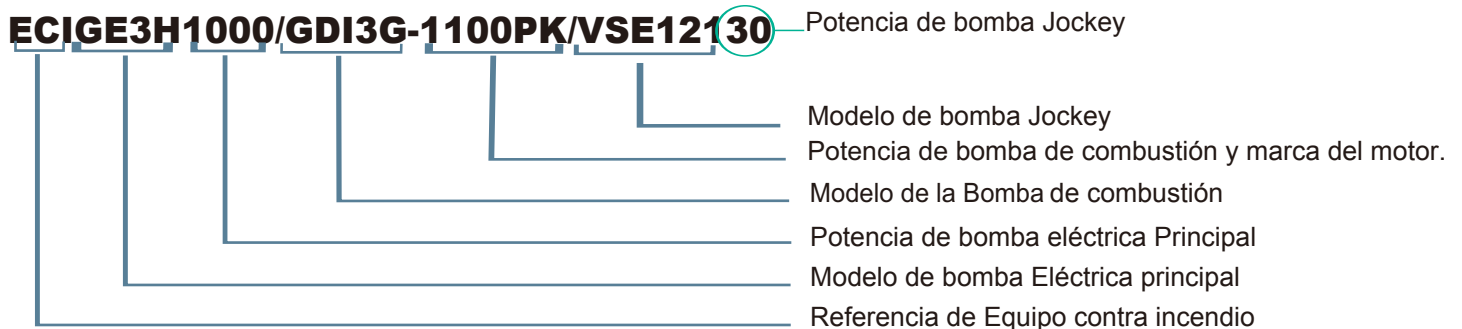 ECIGE3H1000/GDI3G-1100PK/VSE12130
Potencia de bomba Jockey
Modelo de bomba Jockey
Potencia de bomba de combustión y marca del motor.
Modelo de la Bomba de combustión
Potencia de bomba eléctrica Principal
Modelo de bomba Eléctrica principal
Referencia de Equipo contra incendio